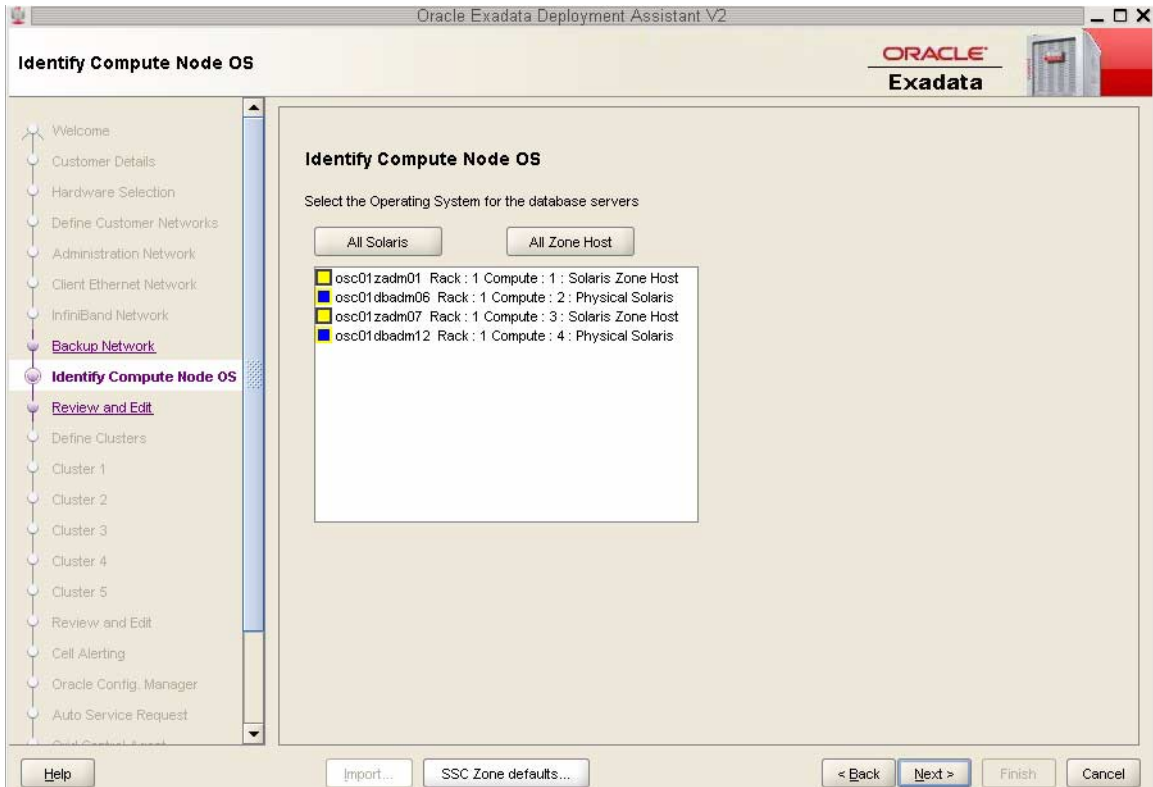 Oracle Exadata Deployment Assistant V2
Identify Compute Node OS
ORACLE
Exadata
Welcome
Customer Details
Hardware Selection
Define Customer Networks
Administration Network
Client Ethernet Network
InfiniBand Network
Backup Network
Identify Compute Node OS
Review and Edit
Define Clusters
Cluster 1
Cluster 2
Cluster 3
Cluster 4
Cluster 5
Review and Edit
Cell Alerting
Oracle Config. Manager
Auto Service Request
Identify Compute Node OS
Select the Operating System for the database servers
All Solaris All Zone Host
osc01zadm01 Rack : 1 Compute : 1 : Solaris Zone Host
osc01dbadm06 Rack : 1 Compute : 2 : Physical Solaris
osc01zadm07 Rack : 1 Compute : 3 : Solaris Zone Host
osc01dbadm12 Rack : 1 Compute : 4 : Physical Solaris
Help Import... SSC Zone defaults... < Back Next > Finish Cancel